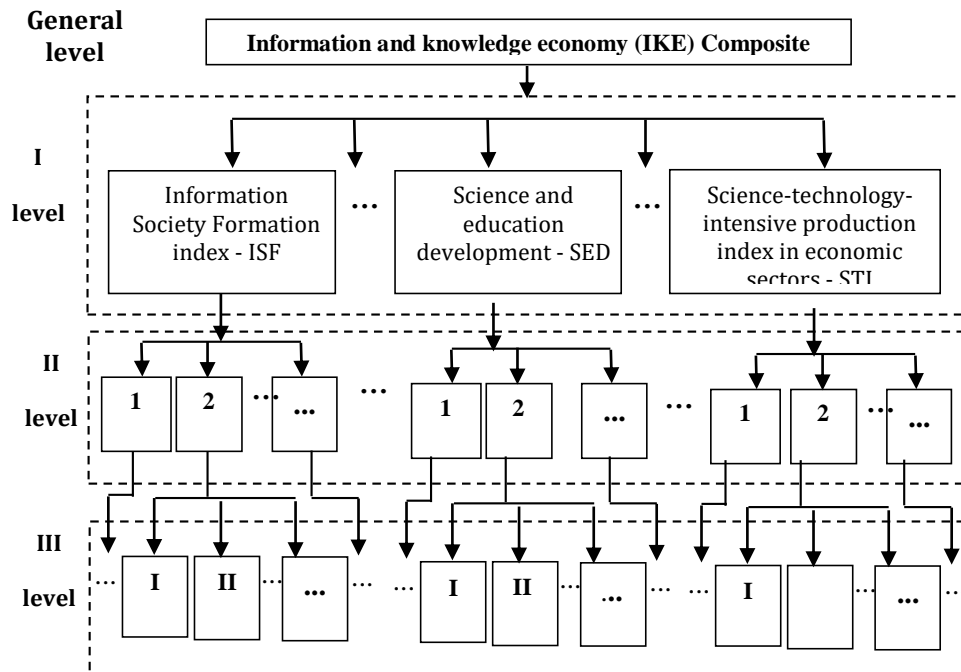 General
level
Information and knowledge economy (IKE) Composite
I
level
Information
Society Formation
index - ISF
...
Science and
education
development - SED
...
Science-technology-
intensive production
index in economic
sectors - STI
II
level
1
2
...
...
...
1
2
...
...
1
2
...
...
III
level
...
I
II
...
...
...
...
I
II
...
...
...
...
I
...
...
...